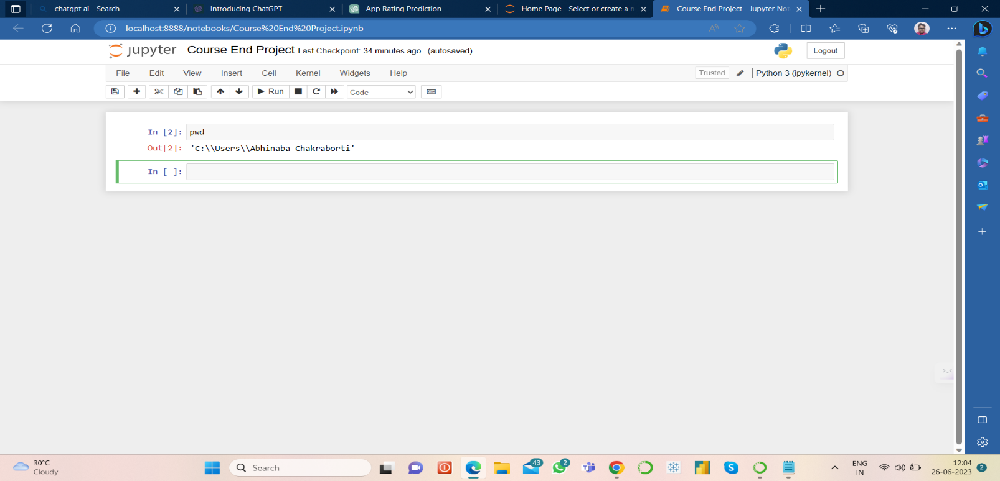 chatgpt ai - Search
Introducing ChatGPT
App Rating Prediction
Home Page - Select or create a n
Course End Project - Jupyter Not
localhost:8888/notebooks/Course%20End%20Project.ipynb
jupyter Course End Project Last Checkpoint: 34 minutes ago (autosaved)
Logout
File Edit View Insert Cell Kernel Widgets Help
Trusted Python 3 (ipykernel)
Run Code
In [2]: pwd
Out[2]: 'C:\\Users\\Abhinaba Chakraborti'
In [ ]:
30°C
Cloudy
Search
43
2
ENG
IN
12:04
26-06-2023
2